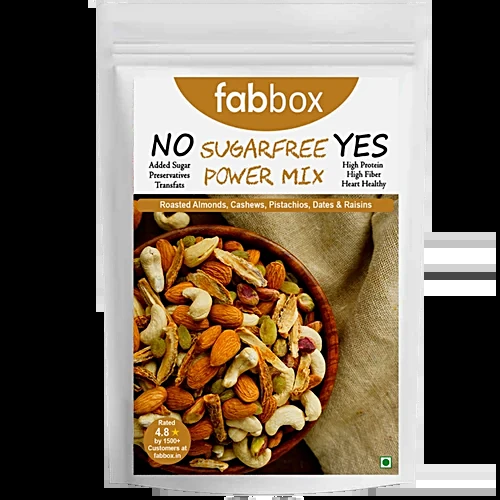 fabbox
NO SUGARFREE YES
POWER MIX
Added Sugar
Preservatives
Transfats
High Protein
High Fiber
Heart Healthy
Roasted Almonds, Cashews, Pistachios, Dates & Raisins
Rated
4.8 ★
by 1500+
Customers at
fabbox.in